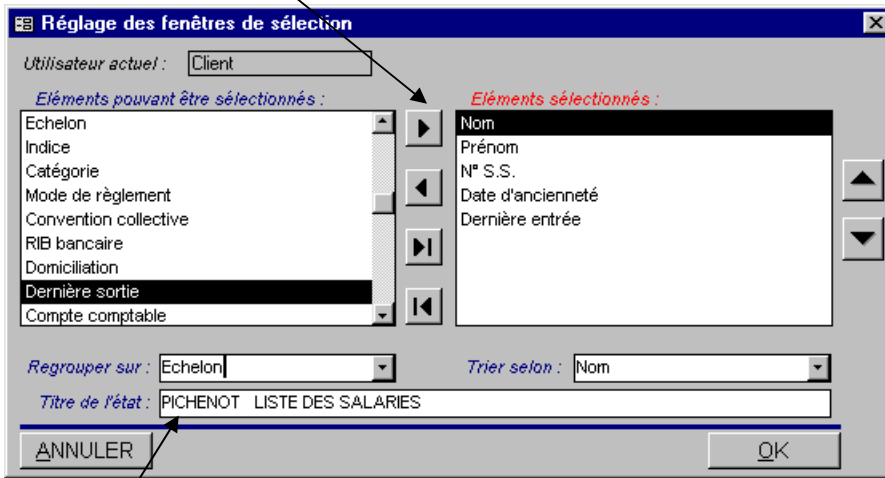 Réglage des fenêtres de sélection
Utilisateur actuel : Client
Eléments pouvant être sélectionnés :
Echelon
Indice
Catégorie
Mode de règlement
Convention collective
RIB bancaire
Domiciliation
Dernière sortie
Compte comptable
Eléments sélectionnés :
Nom
Prénom
N° S.S.
Date d'ancienneté
Dernière entrée
Regrouper sur : Echelon
Trier selon : Nom
Titre de l'état : PICHENOT LISTE DES SALARIES
ANNULER
OK